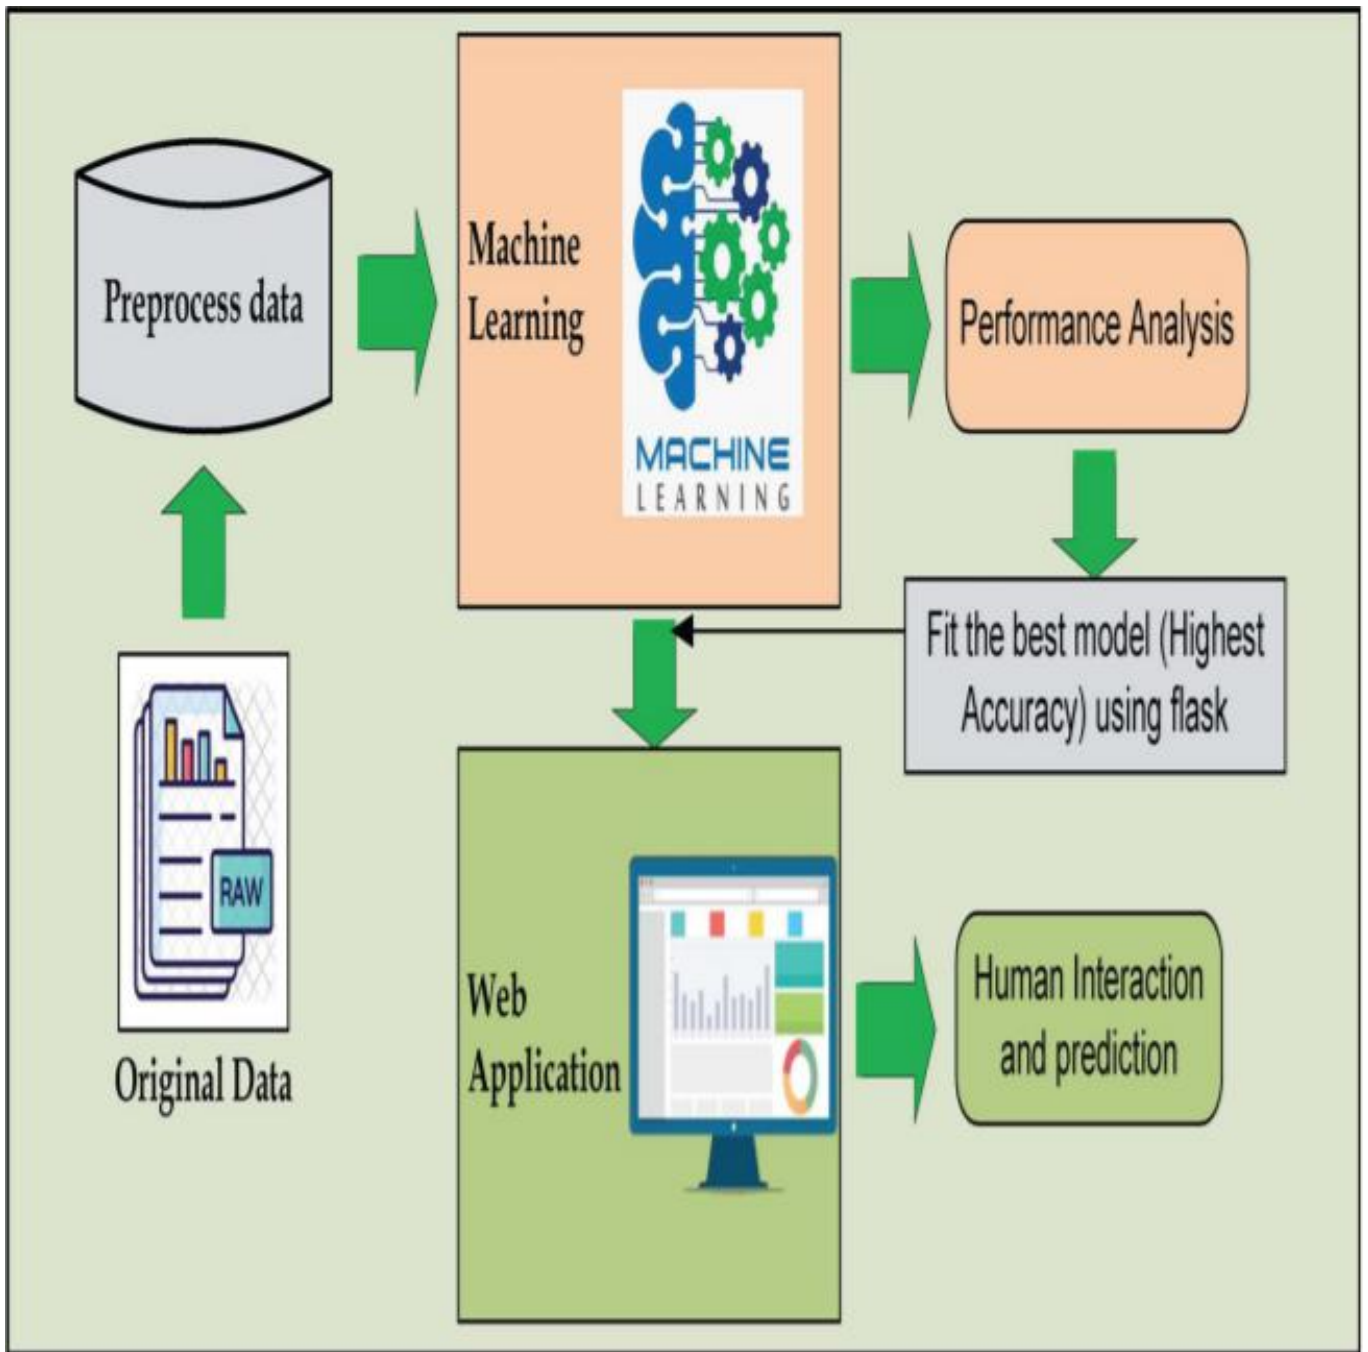 Preprocess data
Machine
Learning
MACHINE
LEARNING
Performance Analysis
Fit the best model (Highest
Accuracy) using flask
RAW
Original Data
Web
Application
Human Interaction
and prediction